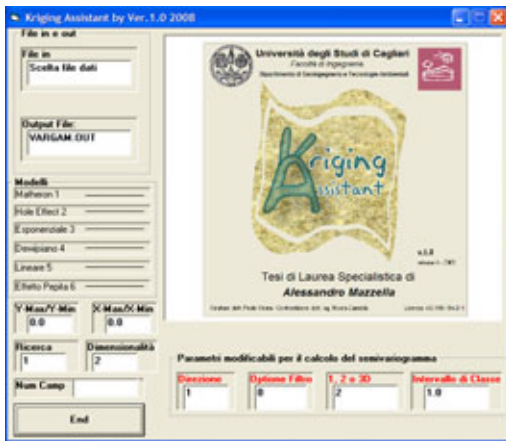 Kriging Assistant by Ver.1.0 2008
File in e out
File in
Scelta file dati
Output File:
VARGAM.OUT
Modelli
Matheron 1
Hole Effect 2
Esponenziale 3
Dewijsiano 4
Lineare 5
Effetto Pepita 6
Y-Max/Y-Min
X-Max/X-Min
0.0
0.0
Ricerca
Dimensionalità
1
2
Num Camp
End
Università degli Studi di Cagliari
Facoltà di Ingegneria
Dipartimento di Geoingegneria e Tecnologie Ambientali
Kriging
Assistant
v.1.0
Tesi di Laurea Specialistica di
Alessandro Mazzella
Parametri modificabili per il calcolo del semivariogramma
Direzione
Optione Filtro
1, 2 o 3D
Intervallo di Classe
1
0
2
1.0